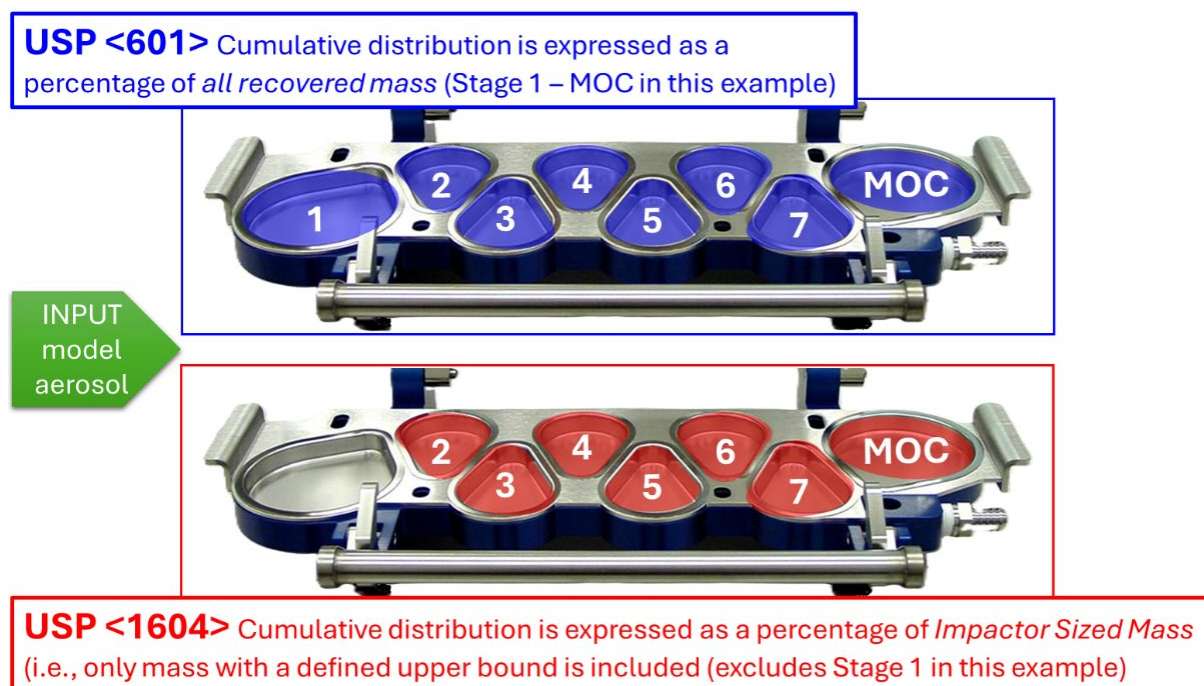 USP <601> Cumulative distribution is expressed as a
percentage of all recovered mass (Stage 1 – MOC in this example)
1
2
3
4
5
6
7
MOC
INPUT
model
aerosol
2
3
4
5
6
7
MOC
USP <1604> Cumulative distribution is expressed as a percentage of Impactor Sized Mass
(i.e., only mass with a defined upper bound is included (excludes Stage 1 in this example)